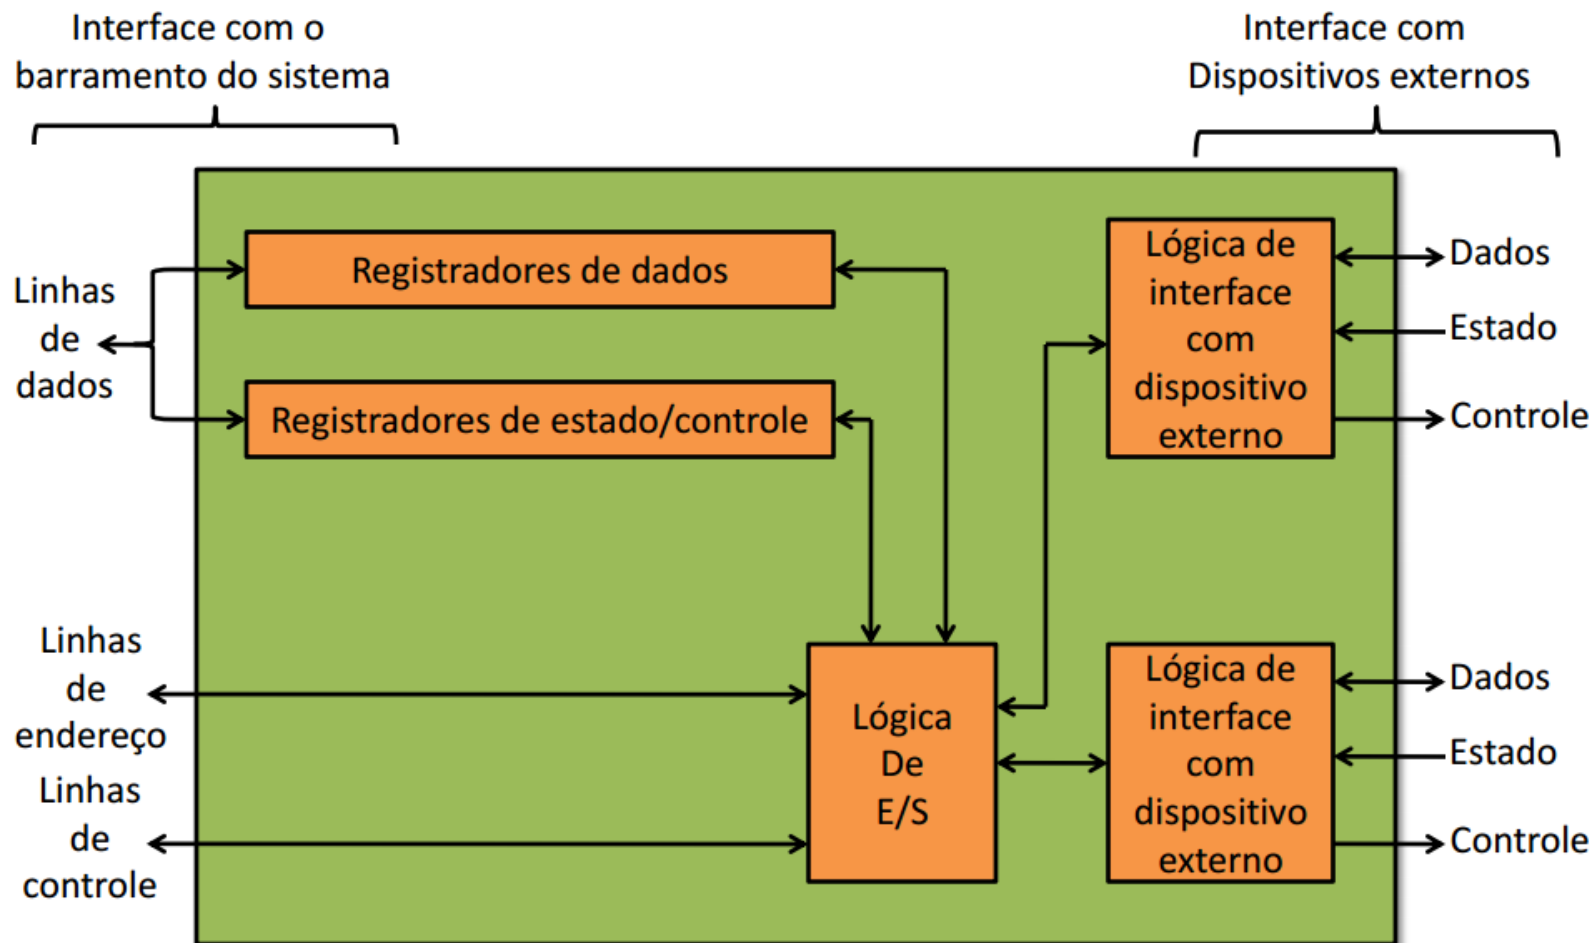 Interface com o
barramento do sistema
Interface com
Dispositivos externos
Linhas
de
dados
Registradores de dados
Registradores de estado/controle
Lógica de
interface
com
dispositivo
externo
Dados
Estado
Controle
Linhas
de
endereço
Linhas
de
controle
Lógica
De
E/S
Lógica de
interface
com
dispositivo
externo
Dados
Estado
Controle